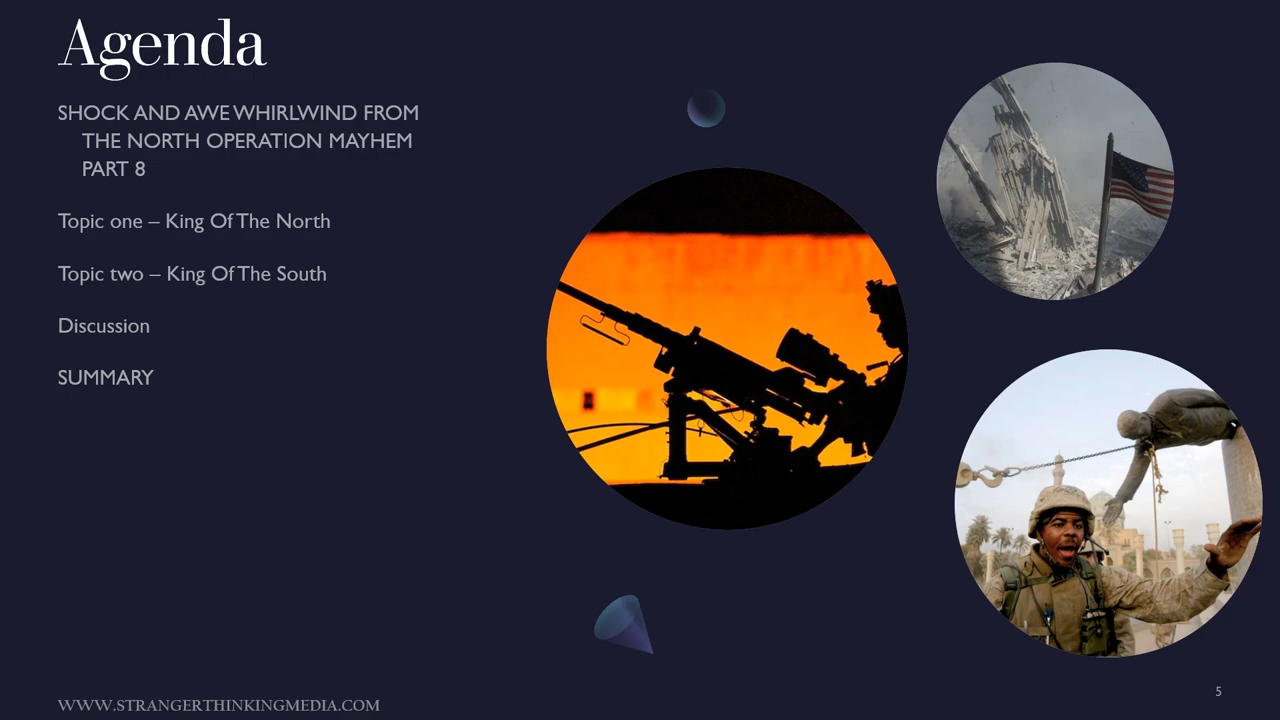 Agenda
SHOCK AND AWE WHIRLWIND FROM
THE NORTH OPERATION MAYHEM
PART 8
Topic one – King Of The North
Topic two – King Of The South
Discussion
SUMMARY
WWW.STRANGERTHINKINGMEDIA.COM
5